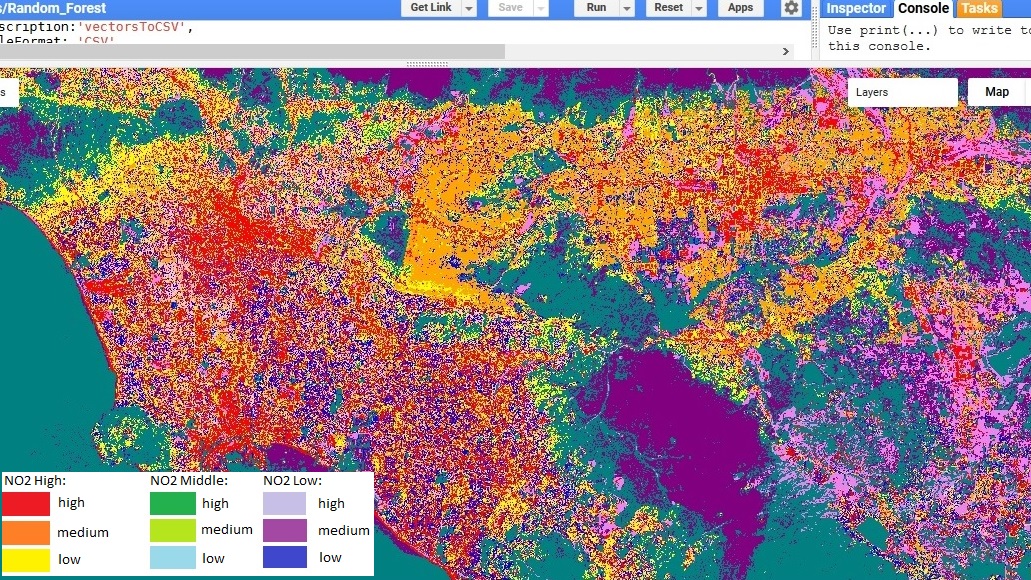 s/Random_Forest
Get Link
Save
Run
Reset
Apps
Inspector
Console
Tasks
scription:'vectorsToCSV',
leFormat: 'CSV'
Use print(...) to write to
this console.
s
Layers
Map
NO2 High:
high
medium
low
NO2 Middle:
high
medium
low
NO2 Low:
high
medium
low